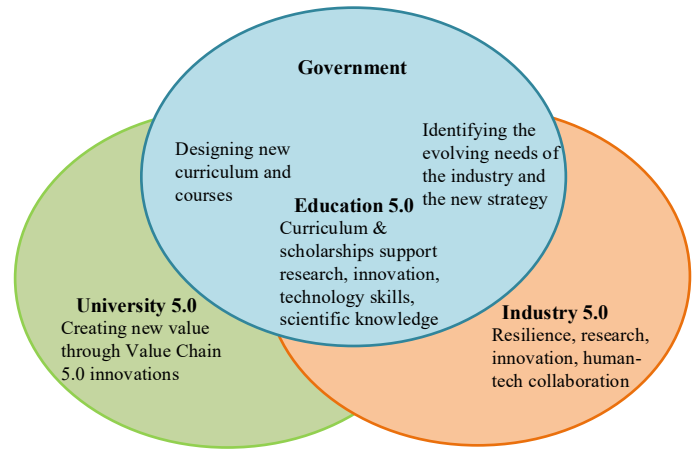 Government
Designing new
curriculum and
courses
Identifying the
evolving needs of
the industry and
the new strategy
Education 5.0
Curriculum &
scholarships support
research, innovation,
technology skills,
scientific knowledge
University 5.0
Creating new value
through Value Chain
5.0 innovations
Industry 5.0
Resilience, research,
innovation, human-
tech collaboration